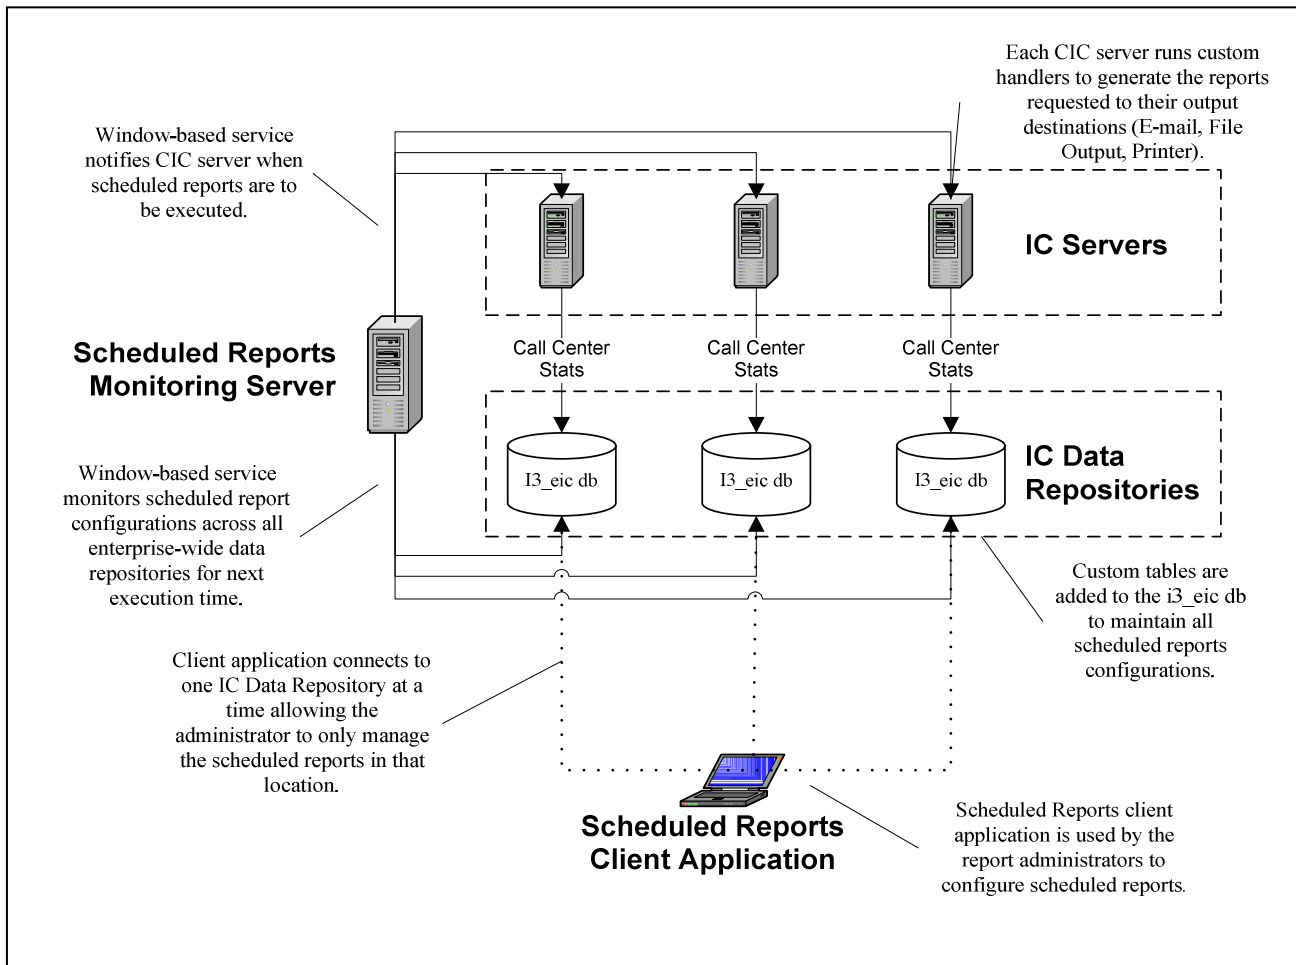 Each CIC server runs custom
handlers to generate the reports
requested to their output
destinations (E-mail, File
Output, Printer).
Window-based service
notifies CIC server when
scheduled reports are to
be executed.
IC Servers
Scheduled Reports
Monitoring Server
Call Center
Stats
Call Center
Stats
Call Center
Stats
I3_eic db
I3_eic db
I3_eic db
IC Data
Repositories
Window-based service
monitors scheduled report
configurations across all
enterprise-wide data
repositories for next
execution time.
Custom tables are
added to the i3_eic db
to maintain all
scheduled reports
configurations.
Client application connects to
one IC Data Repository at a
time allowing the
administrator to only manage
the scheduled reports in that
location.
Scheduled Reports
Client Application
Scheduled Reports client
application is used by the
report administrators to
configure scheduled reports.